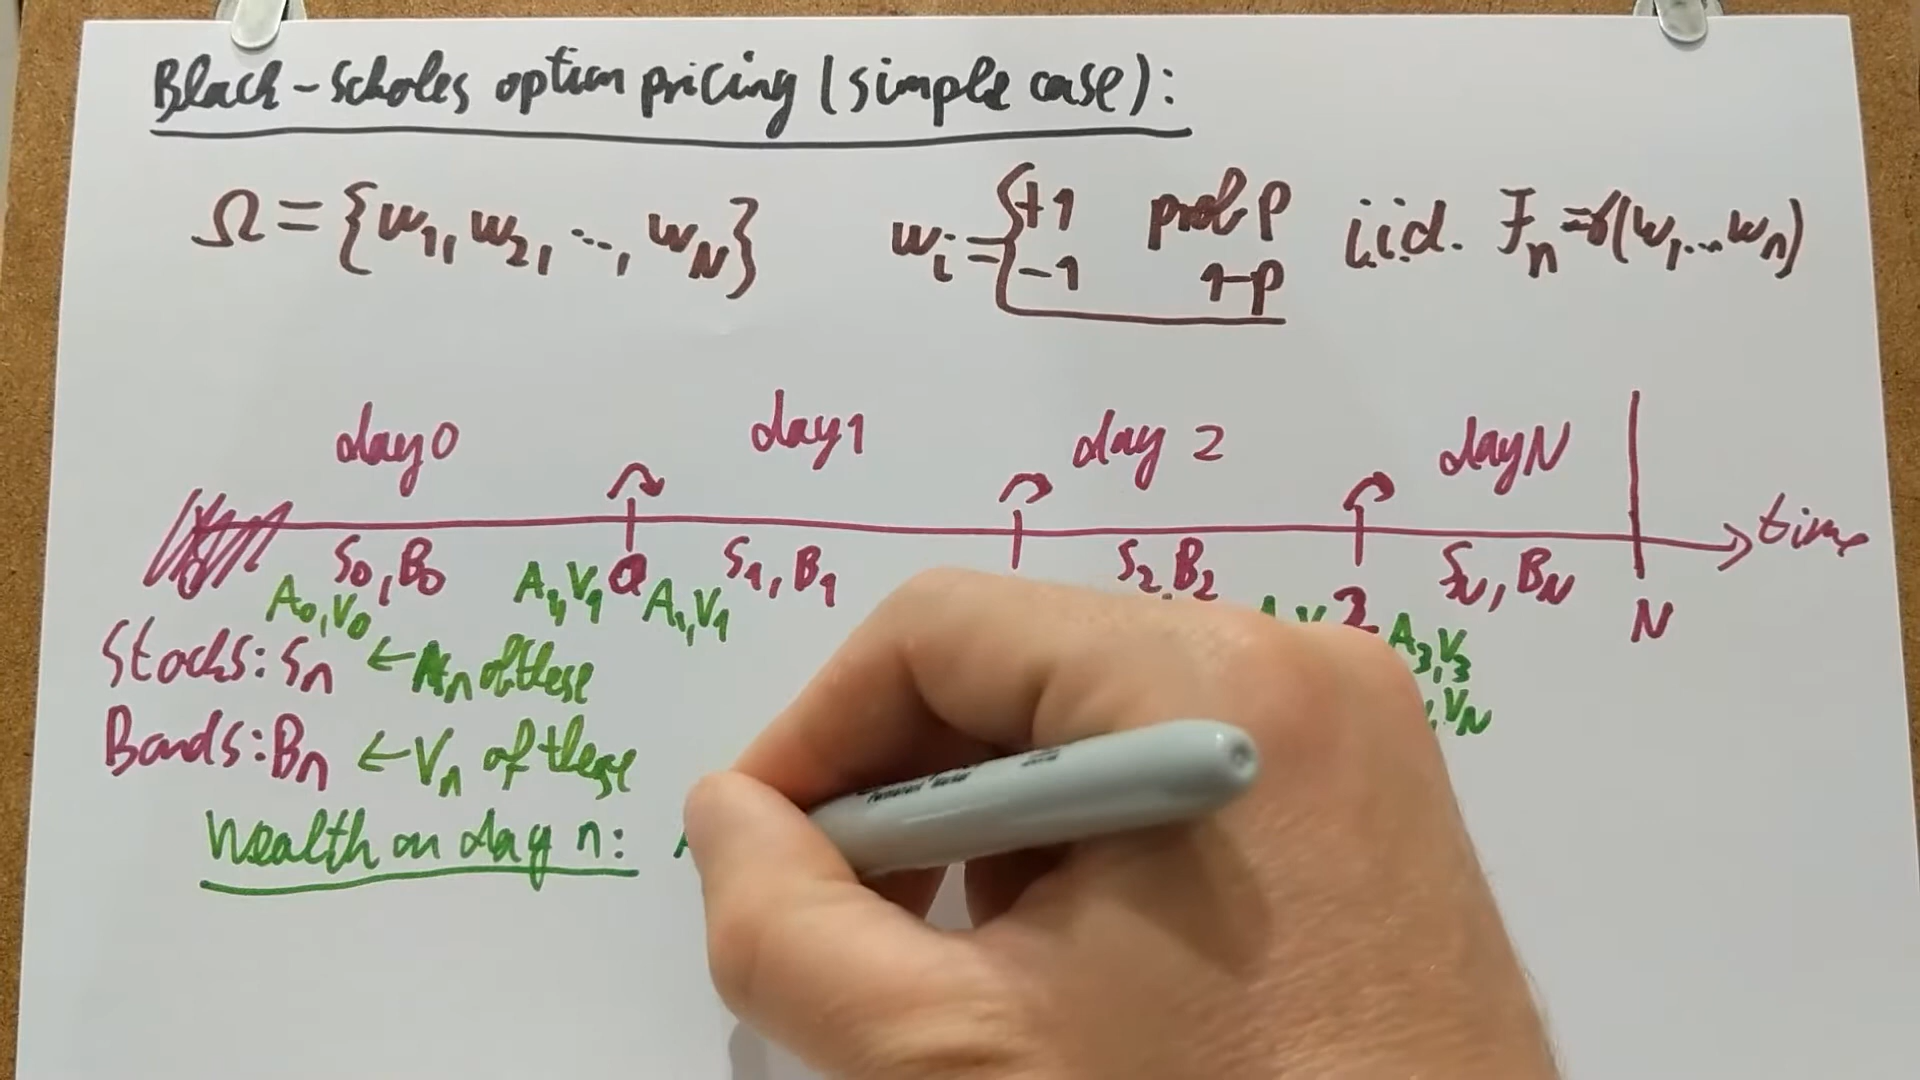 Black-Scholes option pricing (simple case):
Ω = {w1, w2, ..., wN} wi = {+1 prob p
-1 1-p
i.i.d. Fn = σ(w1...wn)
day 0 day 1 day 2 day N
time
S0, B0 S1, B1 S2, B2 SN, BN
A0, V0 A1, V1 A1, V1 A3, V3
N
, VN
Stocks: Sn ← An of these
Bonds: Bn ← Vn of these
Wealth on day n: